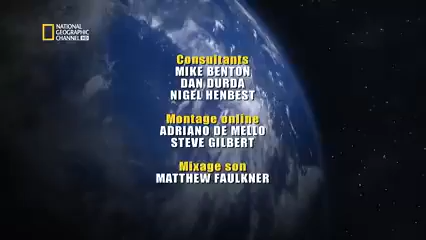 NATIONAL
GEOGRAPHIC
CHANNEL HD
Consultants
MIKE BENTON
DAN DURDA
NIGEL HENBEST
Montage online
ADRIANO DE MELLO
STEVE GILBERT
Mixage son
MATTHEW FAULKNER